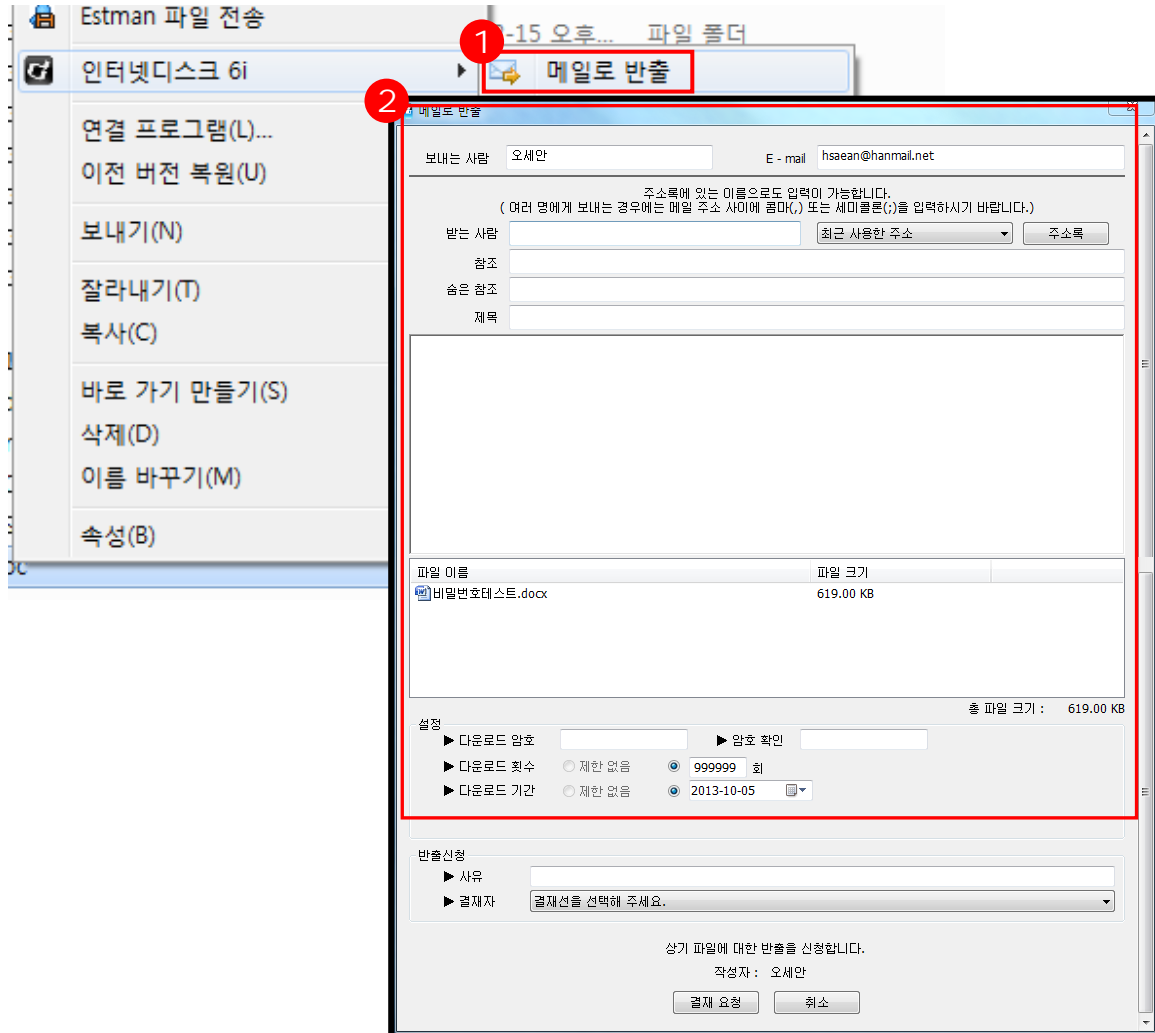 Estman 파일 전송
-15 오후... 파일 폴더
1
인터넷디스크 6i
메일로 반출
2
연결 프로그램(L)...
이전 버전 복원(U)
보내기(N)
잘라내기(T)
복사(C)
바로 가기 만들기(S)
삭제(D)
이름 바꾸기(M)
속성(B)
메일로 반출
보내는 사람 오세안 E - mail hsaean@hanmail.net
주소록에 있는 이름으로도 입력이 가능합니다.
( 여러 명에게 보내는 경우에는 메일 주소 사이에 콤마(,) 또는 세미콜론(;)을 입력하시기 바랍니다.)
받는 사람 최근 사용한 주소 주소록
참조
숨은 참조
제목
파일 이름 파일 크기
비밀번호테스트.docx 619.00 KB
총 파일 크기 : 619.00 KB
설정
▶ 다운로드 암호 ▶ 암호 확인
▶ 다운로드 횟수 제한 없음 999999 회
▶ 다운로드 기간 제한 없음 2013-10-05
반출신청
▶ 사유
▶ 결재자 결재선을 선택해 주세요.
상기 파일에 대한 반출을 신청합니다.
작성자 : 오세안
결재 요청 취소